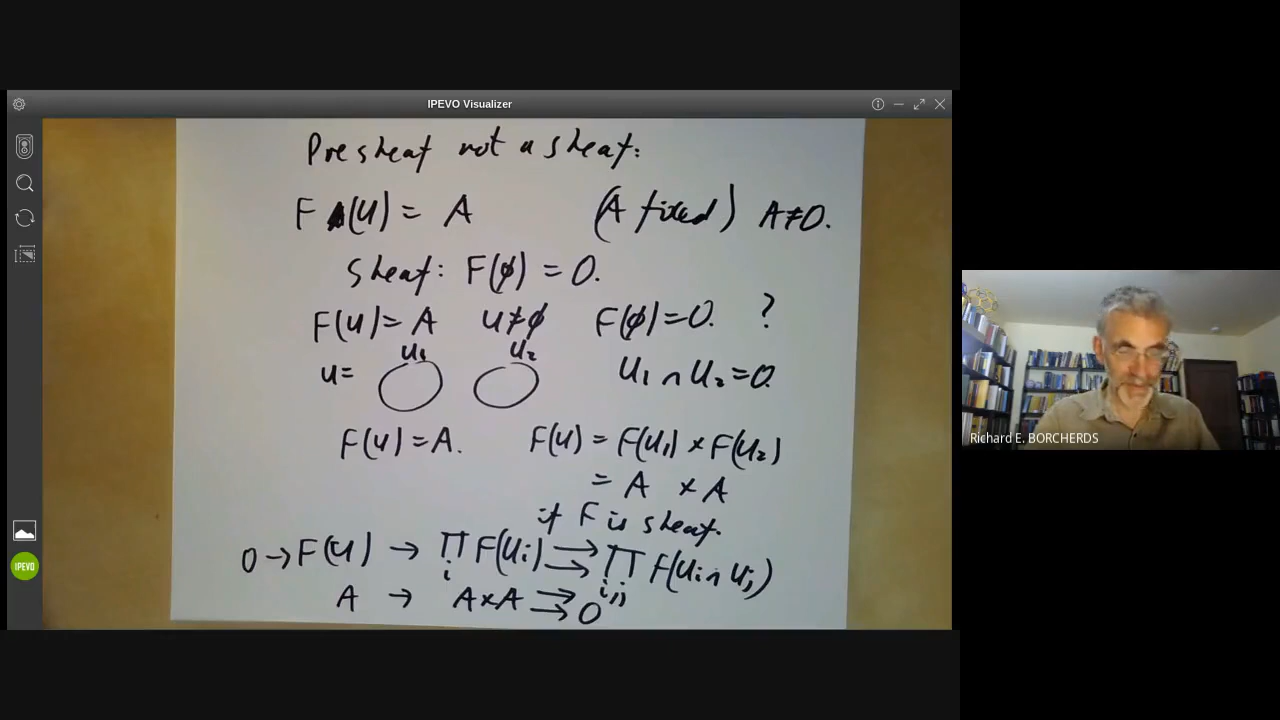 IPEVO Visualizer
Presheaf not a sheaf:
F (U) = A (A fixed) A≠0.
Sheaf: F(φ) = 0.
F(U) = A U≠φ F(φ)=0. ?
U= U₁ U₂ U₁ ∩ U₂ = 0.
F(U) = A. F(U) = F(U₁) × F(U₂)
= A × A
if F is sheaf.
0 → F(U) → ∏ᵢ F(Uᵢ) ⇉ ∏ᵢ,ⱼ F(Uᵢ ∩ Uⱼ)
A → A×A ⇉ 0
Richard E. BORCHERDS
IPEVO